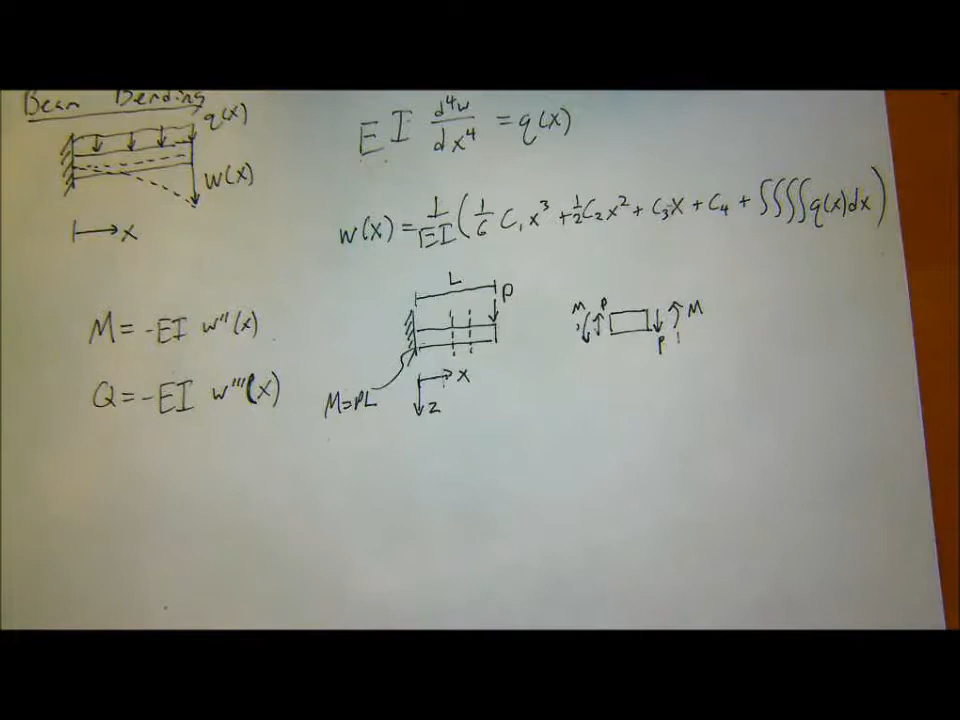 Beam Bending
q(x)
w(x)
x
EI d⁴w/dx⁴ = q(x)
w(x) = 1/EI (1/6 C₁x³ + 1/2 C₂x² + C₃x + C₄ + ∫∫∫∫q(x)dx)
M = -EI w''(x)
Q = -EI w'''(x)
L
P
x
z
M=PL
M P
P M